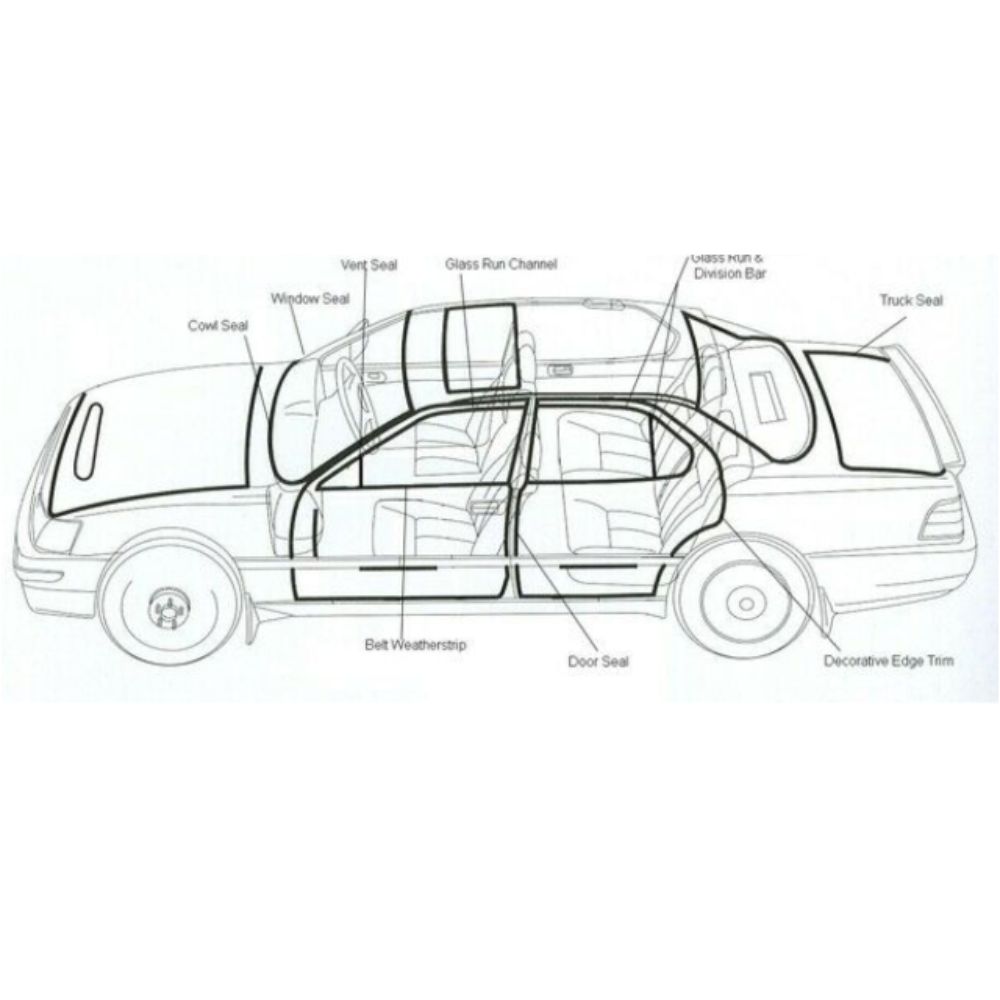 Vent Seal
Glass Run Channel
Glass Run &
Division Bar
Window Seal
Truck Seal
Cowl Seal
Belt Weatherstrip
Door Seal
Decorative Edge Trim